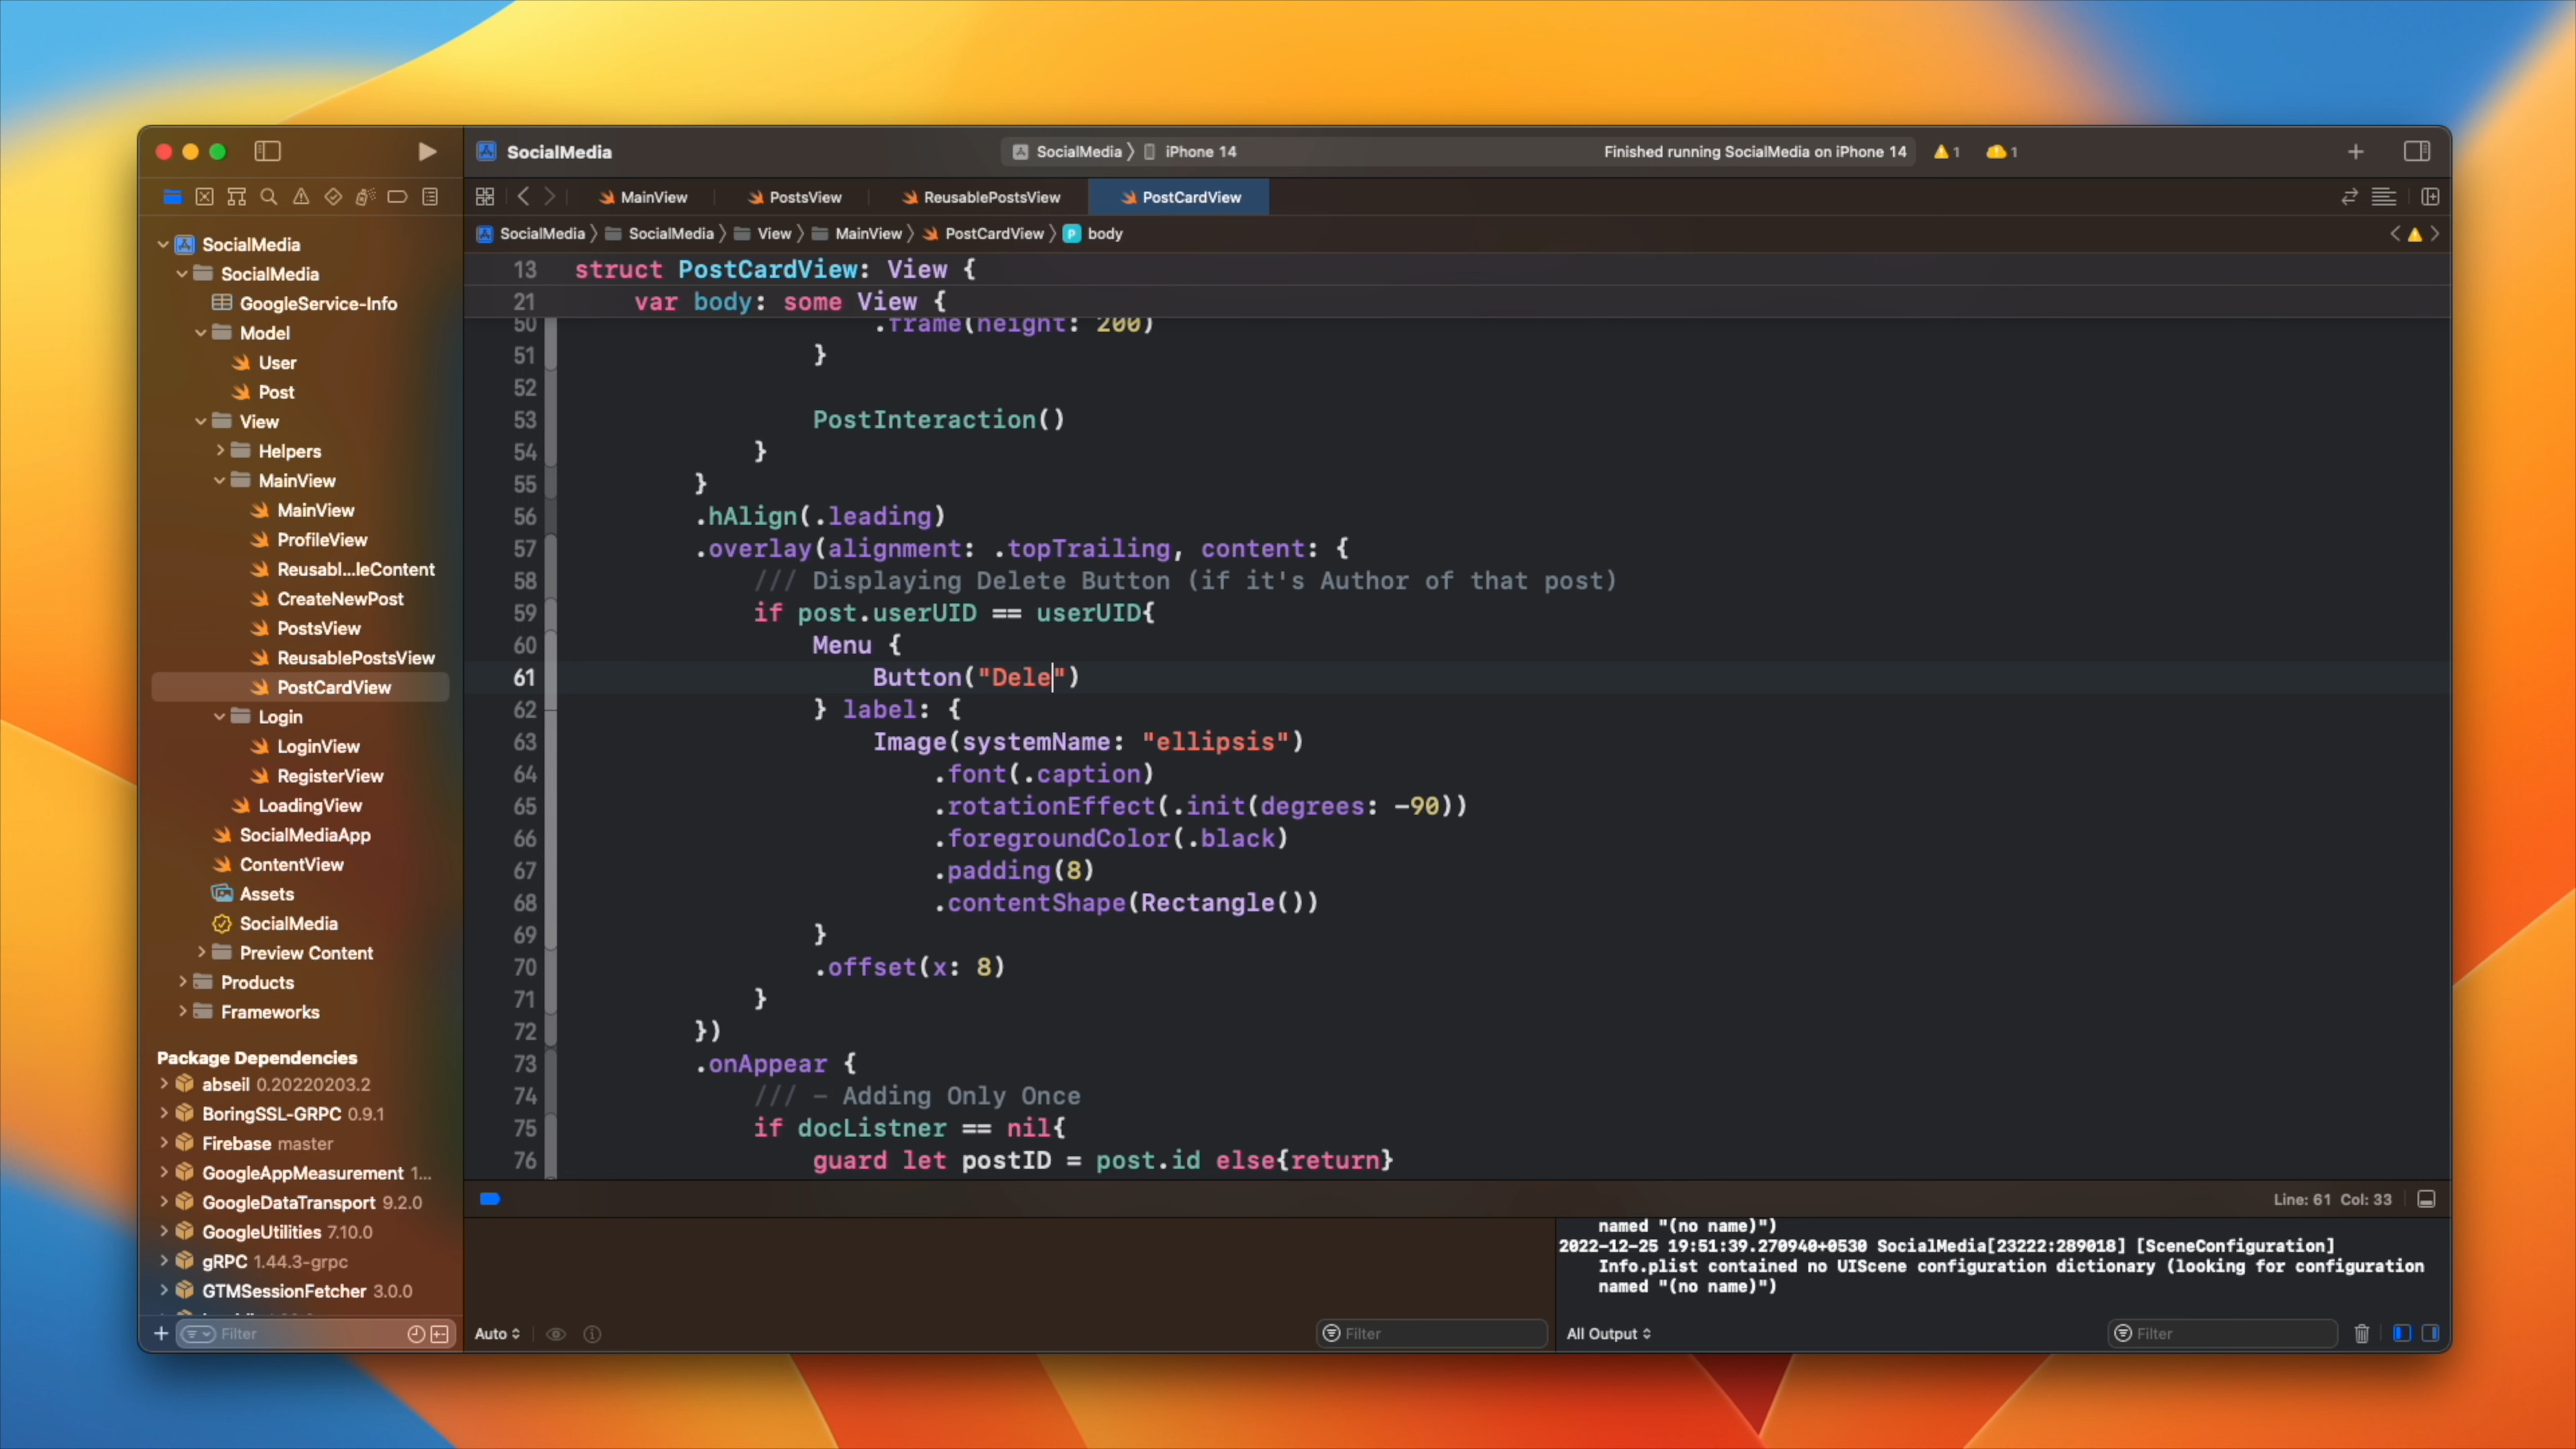 SocialMedia
SocialMedia
iPhone 14
Finished running SocialMedia on iPhone 14
1
1
MainView
PostsView
ReusablePostsView
PostCardView
SocialMedia
SocialMedia
View
MainView
PostCardView
P body
SocialMedia
SocialMedia
GoogleService-Info
Model
User
Post
View
Helpers
MainView
MainView
ProfileView
Reusabl...leContent
CreateNewPost
PostsView
ReusablePostsView
PostCardView
Login
LoginView
RegisterView
LoadingView
SocialMediaApp
ContentView
Assets
SocialMedia
Preview Content
Products
Frameworks
Package Dependencies
abseil 0.20220203.2
BoringSSL-GRPC 0.9.1
Firebase master
GoogleAppMeasurement 1...
GoogleDataTransport 9.2.0
GoogleUtilities 7.10.0
gRPC 1.44.3-grpc
GTMSessionFetcher 3.0.0
Filter
13 struct PostCardView: View {
21 var body: some View {
50 .frame(height: 200)
51 }
52
53 PostInteraction()
54 }
55 }
56 .hAlign(.leading)
57 .overlay(alignment: .topTrailing, content: {
58 /// Displaying Delete Button (if it's Author of that post)
59 if post.userUID == userUID{
60 Menu {
61 Button("Dele")
62 } label: {
63 Image(systemName: "ellipsis")
64 .font(.caption)
65 .rotationEffect(.init(degrees: -90))
66 .foregroundColor(.black)
67 .padding(8)
68 .contentShape(Rectangle())
69 }
70 .offset(x: 8)
71 }
72 })
73 .onAppear {
74 /// - Adding Only Once
75 if docListner == nil{
76 guard let postID = post.id else{return}
Line: 61 Col: 33
named "(no name)")
2022-12-25 19:51:39.270940+0530 SocialMedia[23222:289018] [SceneConfiguration]
Info.plist contained no UIScene configuration dictionary (looking for configuration
named "(no name)")
Auto
Filter
All Output
Filter